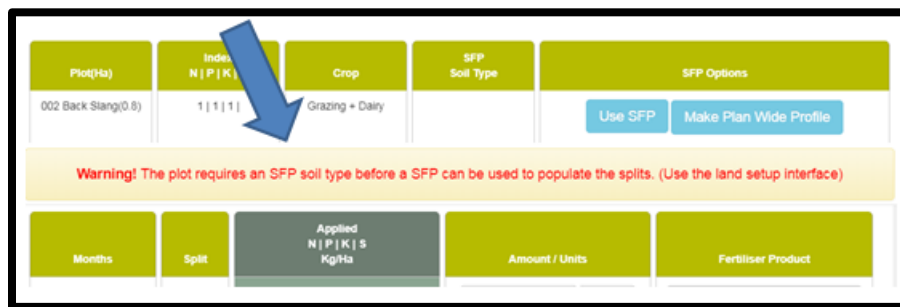 Index SFP
Plot(Ha) N | P | K | Crop Soil Type SFP Options
002 Back Slang(0.8) 1 | 1 | 1 | Grazing + Dairy Use SFP Make Plan Wide Profile
Warning! The plot requires an SFP soil type before a SFP can be used to populate the splits. (Use the land setup interface)
Applied
N | P | K | S
Months Split Kg/Ha Amount / Units Fertiliser Product